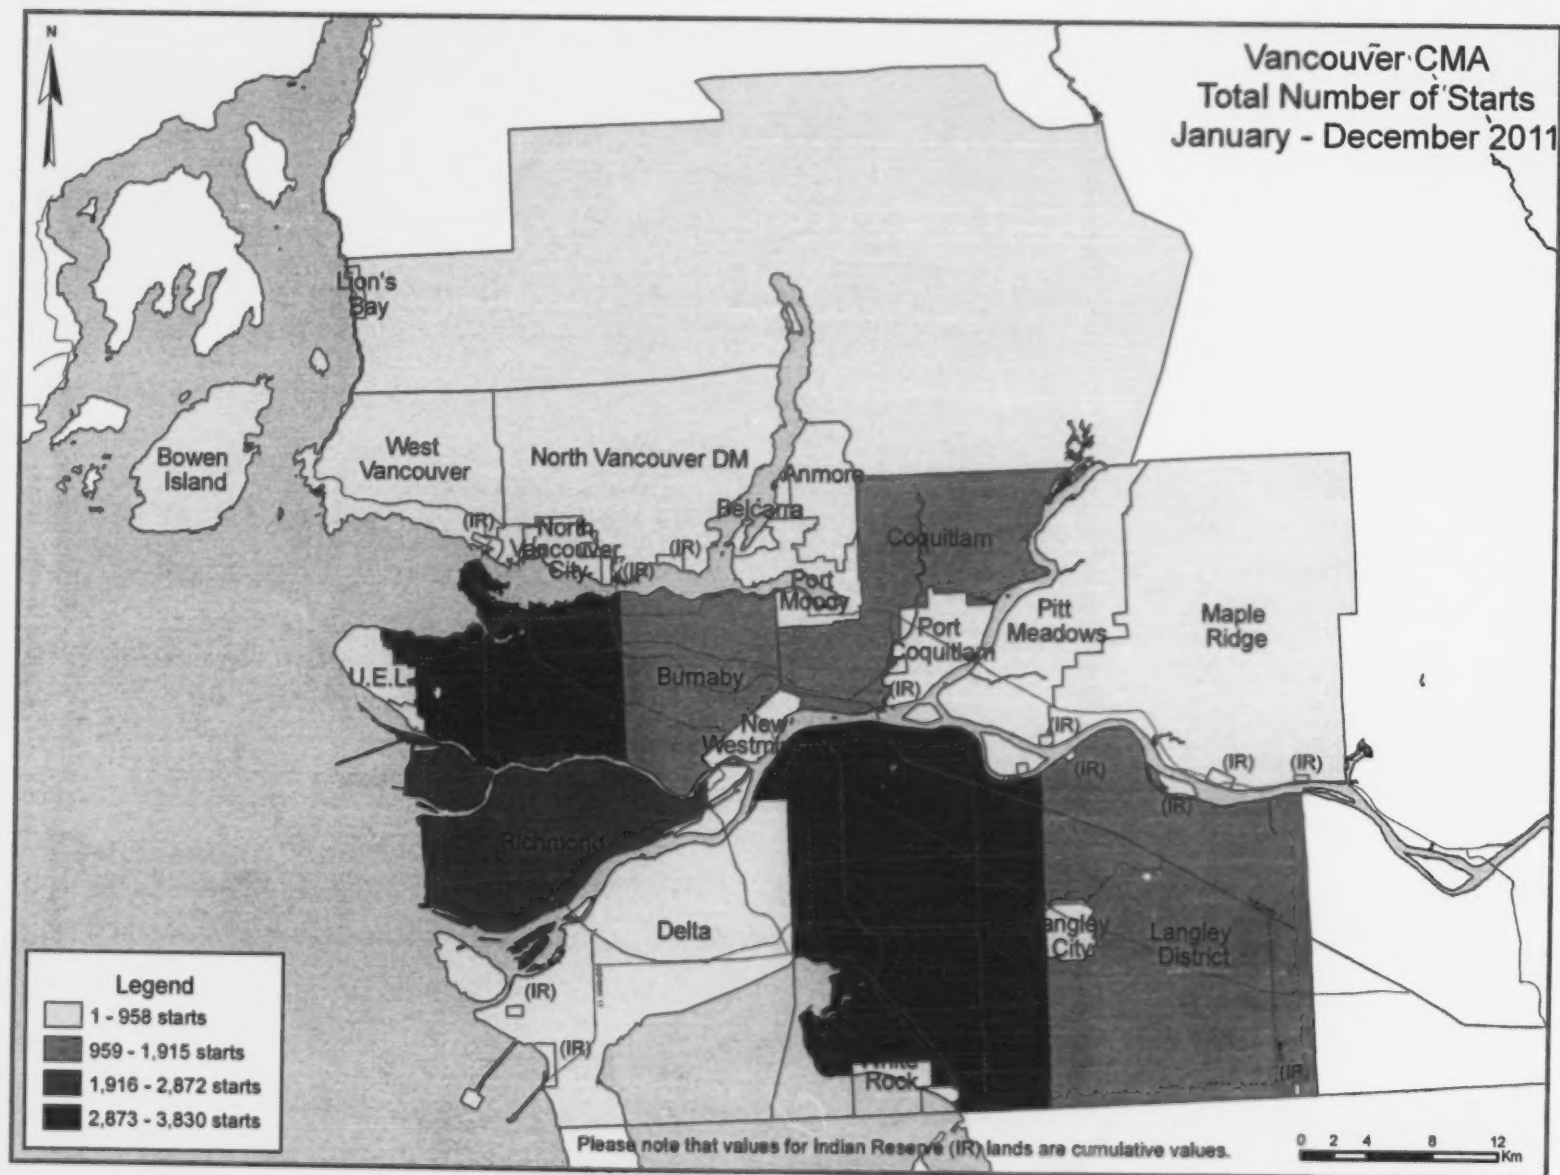 N
Vancouver CMA
Total Number of Starts
January - December 2011
Lion's
Bay
Bowen
Island
West
Vancouver
North Vancouver DM
Anmore
Belcarra
(IR)
North
Vancouver
City
(IR)
(IR)
Coquitlam
Port
Moody
Port
Coquitlam
Pitt
Meadows
Maple
Ridge
U.E.L.
Burnaby
(IR)
New
(IR)
(IR)
(IR)
(IR)
(IR)
Richmond
Delta
Langley
District
City
(IR)
(IR)
Rock
(IR
Legend
1 - 958 starts
959 - 1,915 starts
1,916 - 2,872 starts
2,873 - 3,830 starts
Please note that values for Indian Reserve (IR) lands are cumulative values.
0 2 4 8 12
Km